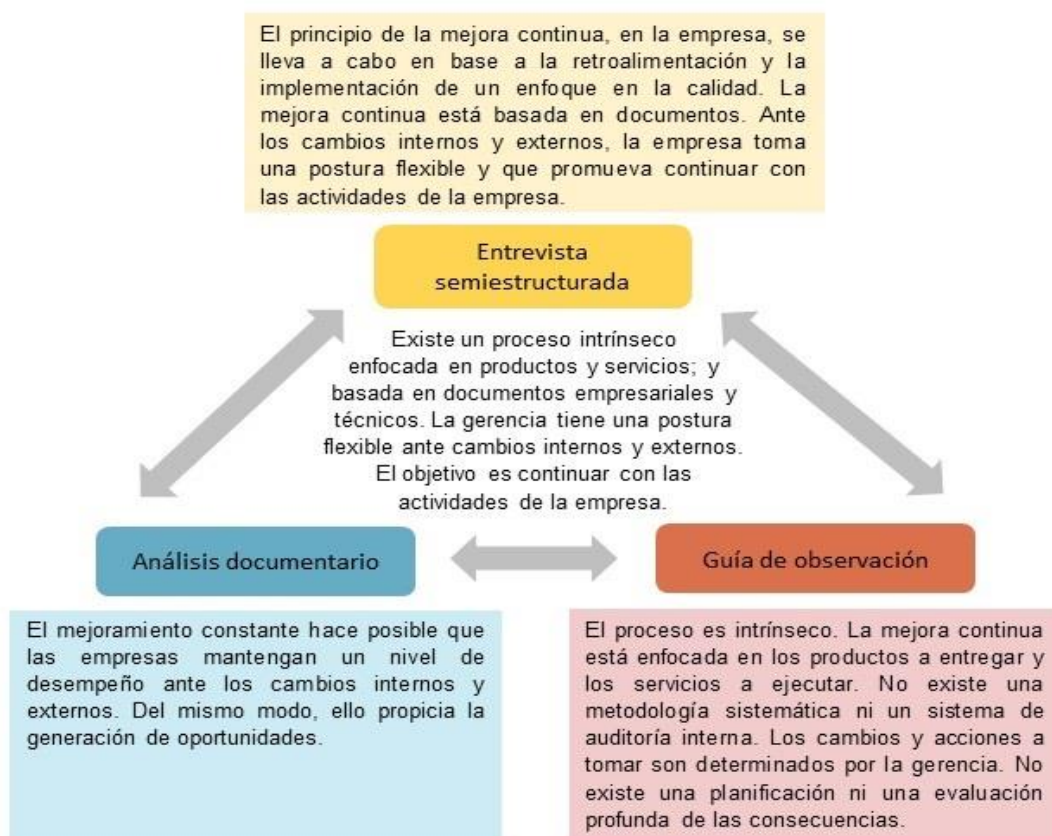 El principio de la mejora continua, en la empresa, se
lleva a cabo en base a la retroalimentación y la
implementación de un enfoque en la calidad. La
mejora continua está basada en documentos. Ante
los cambios internos y externos, la empresa toma
una postura flexible y que promueva continuar con
las actividades de la empresa.
Entrevista
semiestructurada
Existe un proceso intrínseco
enfocada en productos y servicios; y
basada en documentos empresariales y
técnicos. La gerencia tiene una postura
flexible ante cambios internos y externos.
El objetivo es continuar con las
actividades de la empresa.
Análisis documentario
Guía de observación
El mejoramiento constante hace posible que
las empresas mantengan un nivel de
desempeño ante los cambios internos y
externos. Del mismo modo, ello propicia la
generación de oportunidades.
El proceso es intrínseco. La mejora continua
está enfocada en los productos a entregar y
los servicios a ejecutar. No existe una
metodología sistemática ni un sistema de
auditoría interna. Los cambios y acciones a
tomar son determinados por la gerencia. No
existe una planificación ni una evaluación
profunda de las consecuencias.